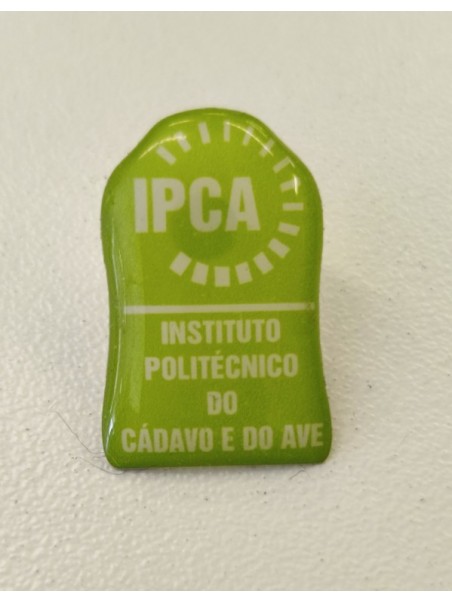 IPCA
INSTITUTO
POLITÉCNICO
DO
CÁDAVO E DO AVE